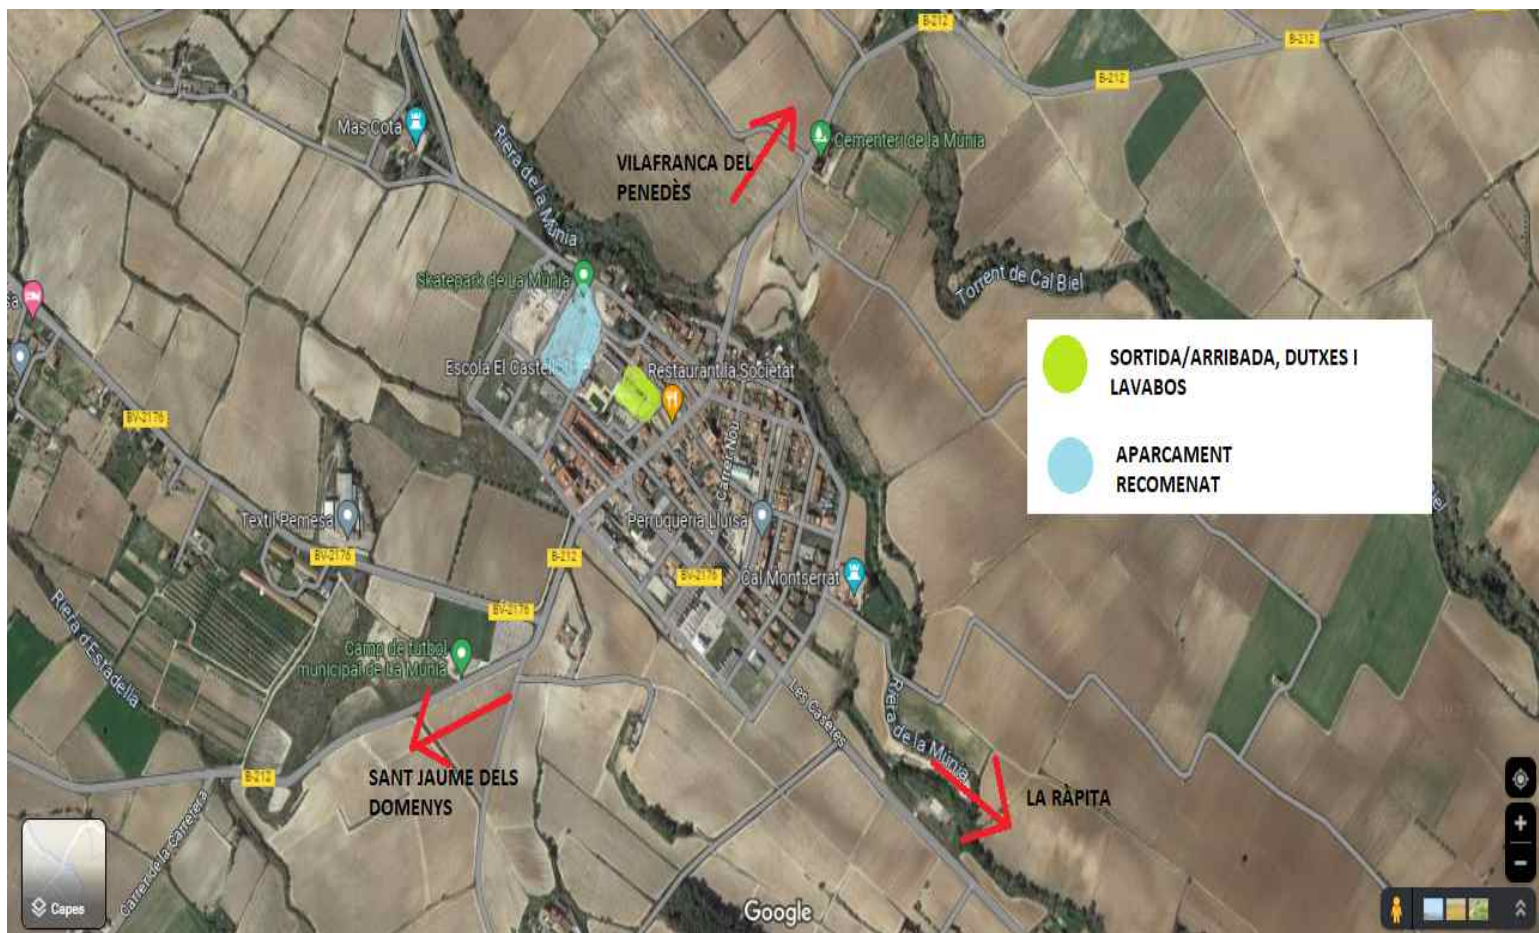 B-212
B-212
B-212
Mas Cota
Riera de la Múnia
Cementeri de la Múnia
VILAFRANCA DEL
PENEDÈS
Skatepark de La Múnia
Torrent de Cal Biel
SORTIDA/ARRIBADA, DUTXES I
LAVABOS
Escola El Castell
Restaurant la Societat
BV-2176
Carrer Nou
APARCAMENT
RECOMENAT
Textil Pemesa
Perruqueria Lluïsa
BV-2176
B-212
BV-2176
Cal Montserrat
Riera d'Estadella
BV-2176
Camp de futbol
municipal de La Múnia
Les Casetes
Riera de la Múnia
B-212
SANT JAUME DELS
DOMENYS
LA RÀPITA
Carrer de la Carretera
Capes
Google